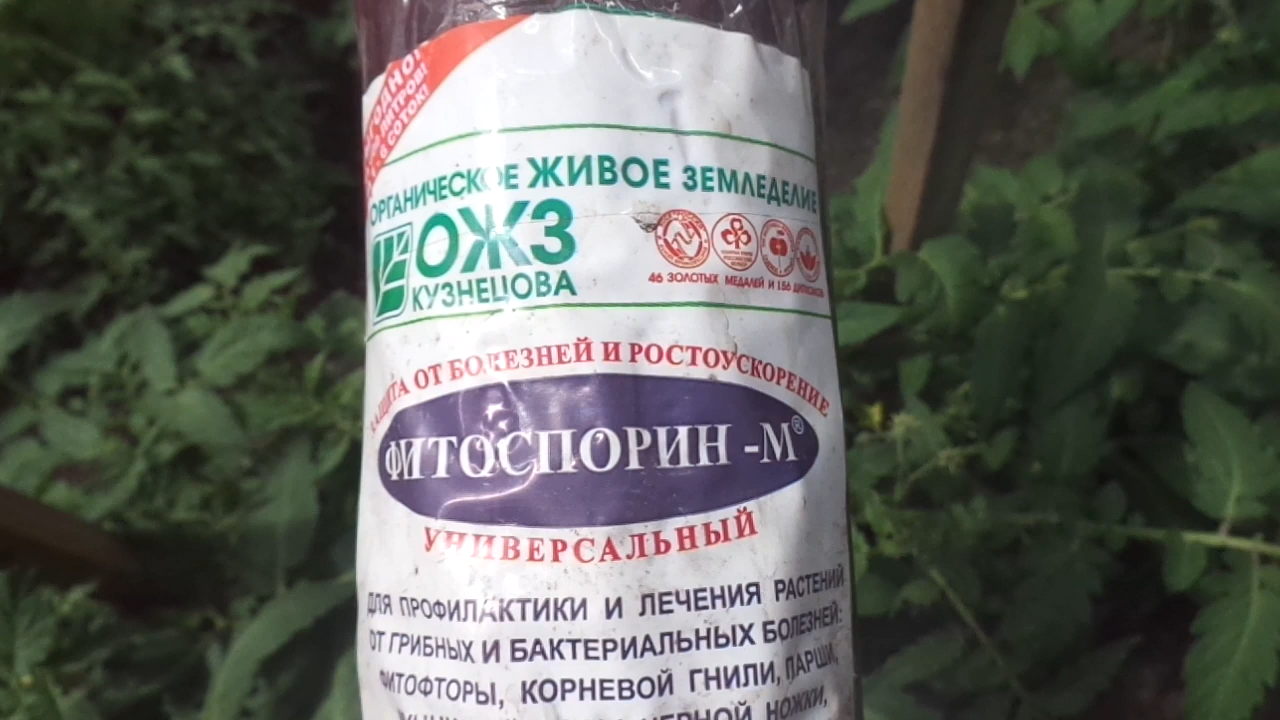 ОРГАНИЧЕСКОЕ ЖИВОЕ ЗЕМЛЕДЕЛИЕ
ОЖЗ
КУЗНЕЦОВА
46 ЗОЛОТЫХ МЕДАЛЕЙ И 156 ДИПЛОМОВ
ЗАЩИТА ОТ БОЛЕЗНЕЙ И РОСТОУСКОРЕНИЕ
ФИТОСПОРИН -М®
УНИВЕРСАЛЬНЫЙ
ДЛЯ ПРОФИЛАКТИКИ И ЛЕЧЕНИЯ РАСТЕНИЙ
ОТ ГРИБНЫХ И БАКТЕРИАЛЬНЫХ БОЛЕЗНЕЙ:
ФИТОФТОРЫ, КОРНЕВОЙ ГНИЛИ, ПАРШИ,
ЧЕРНОЙ НОЖКИ,